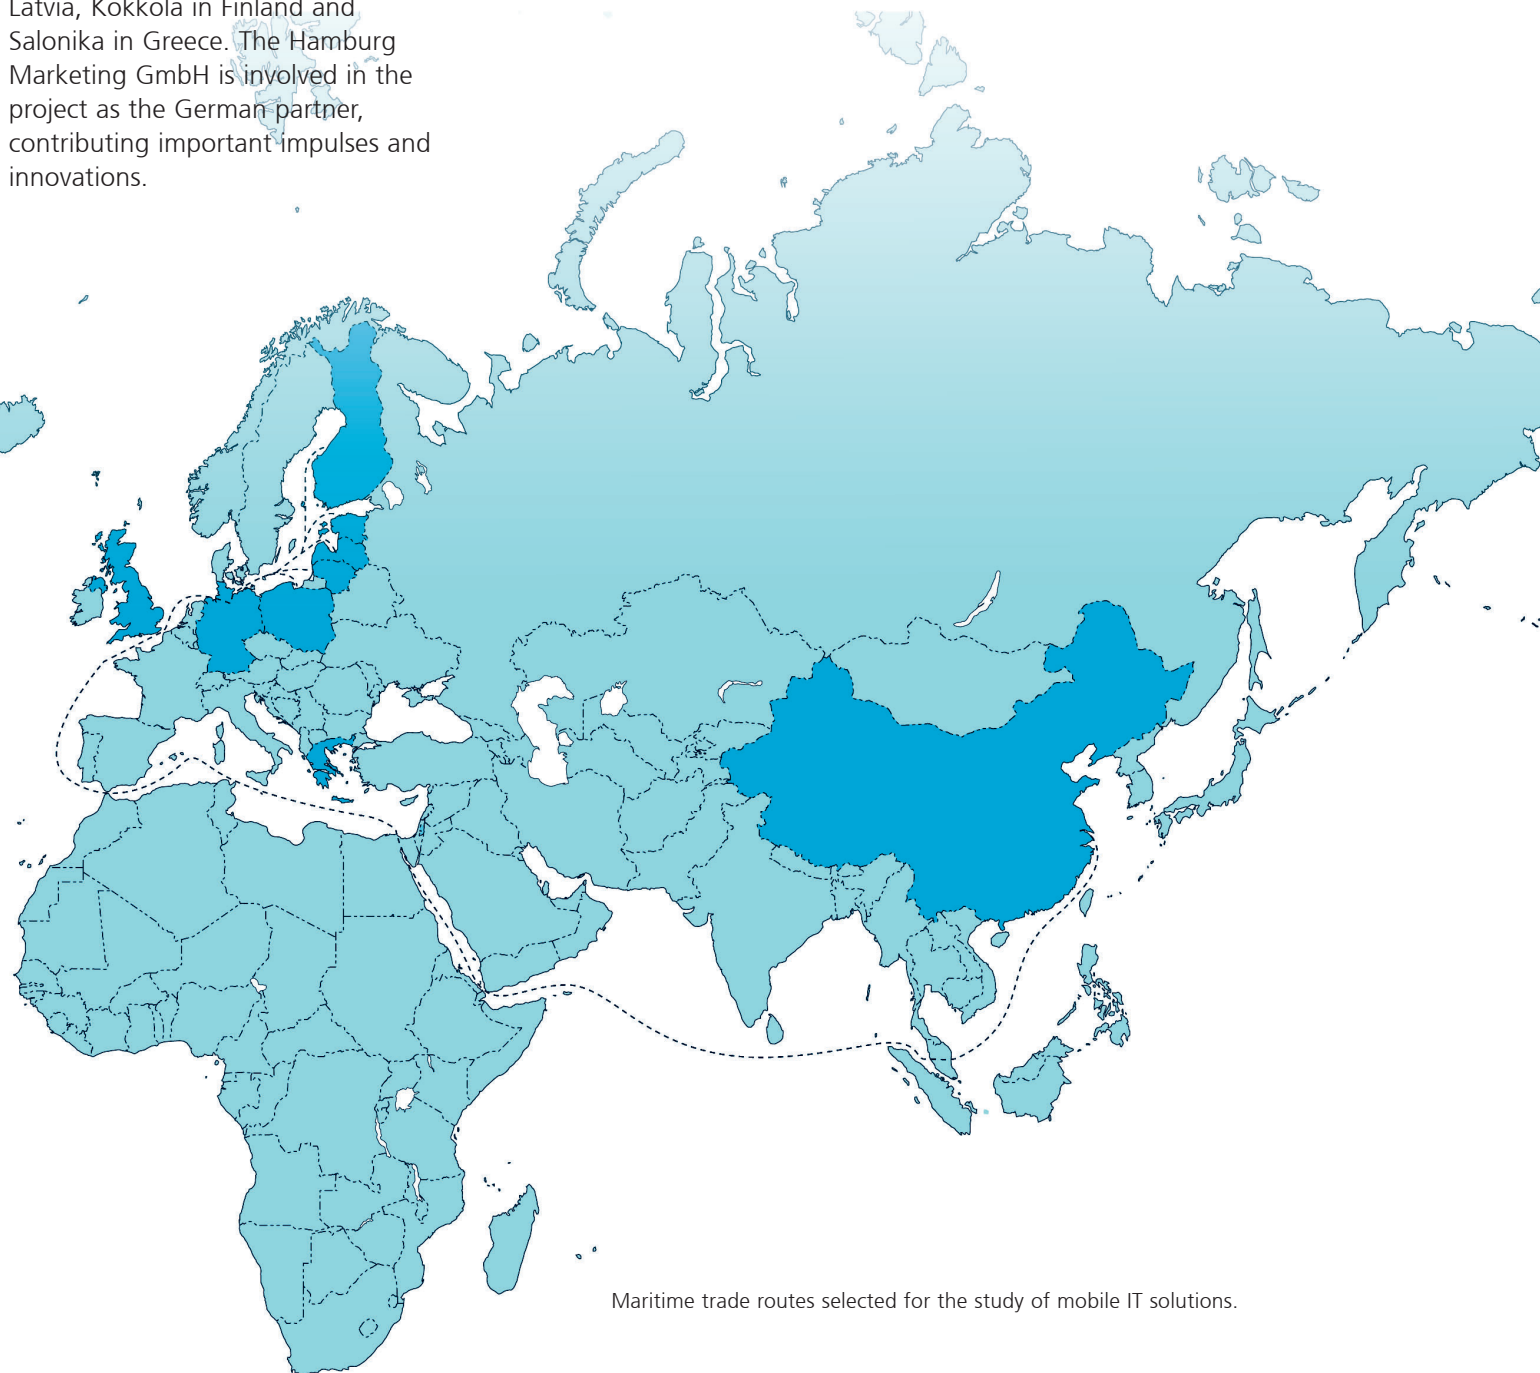 Latvia, Kokkola in Finland and
Salonika in Greece. The Hamburg
Marketing GmbH is involved in the
project as the German partner,
contributing important impulses and
innovations.
Maritime trade routes selected for the study of mobile IT solutions.